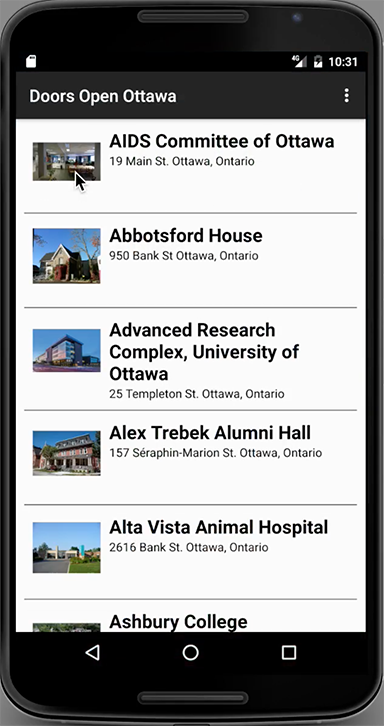 4G 10:31
Doors Open Ottawa
AIDS Committee of Ottawa
19 Main St. Ottawa, Ontario
Abbotsford House
950 Bank St Ottawa, Ontario
Advanced Research
Complex, University of
Ottawa
25 Templeton St. Ottawa, Ontario
Alex Trebek Alumni Hall
157 Séraphin-Marion St. Ottawa, Ontario
Alta Vista Animal Hospital
2616 Bank St. Ottawa, Ontario
Ashbury College